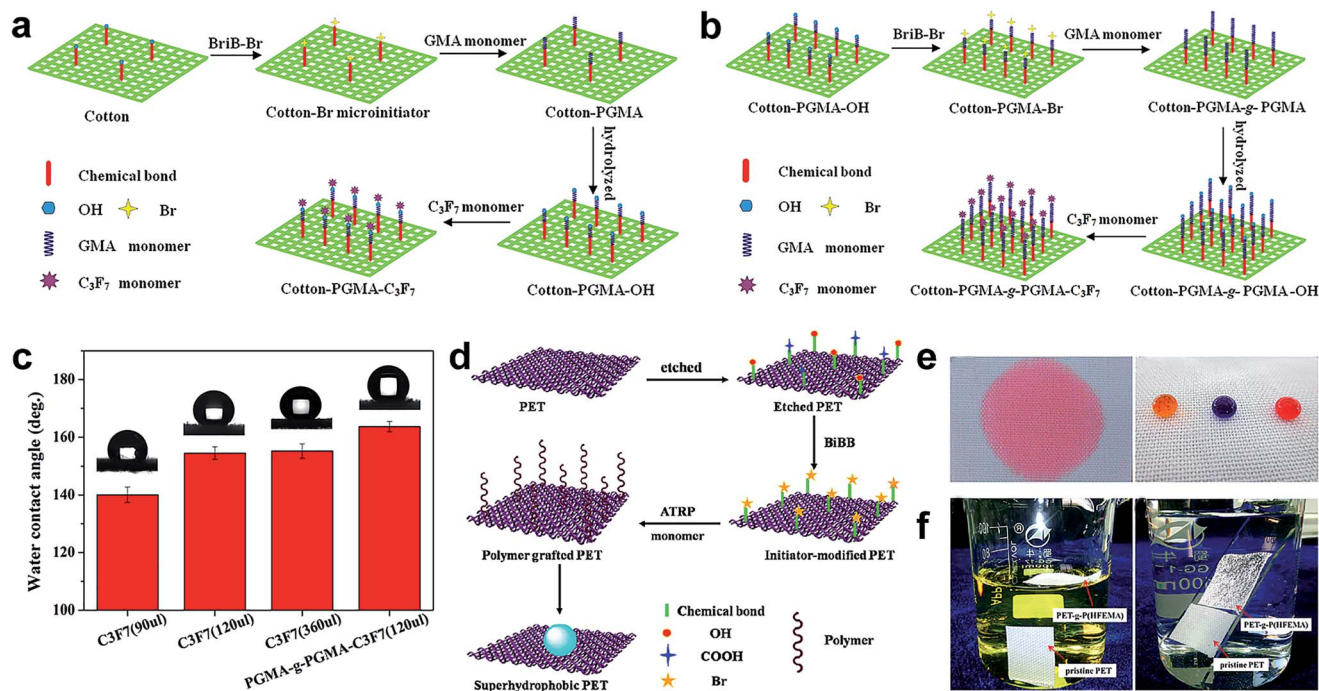 a
BriB-Br
GMA monomer
Cotton
Cotton-Br microinitiator
Cotton-PGMA
hydrolyzed
Chemical bond
OH
Br
GMA monomer
C₃F₇ monomer
C₃F₇ monomer
Cotton-PGMA-C₃F₇
Cotton-PGMA-OH
b
BriB-Br
GMA monomer
Cotton-PGMA-OH
Cotton-PGMA-Br
Cotton-PGMA-g- PGMA
hydrolyzed
Chemical bond
OH
Br
GMA monomer
C₃F₇ monomer
C₃F₇ monomer
Cotton-PGMA-g-PGMA-C₃F₇
Cotton-PGMA-g- PGMA-OH
c
Water contact angle (deg.)
180
160
140
120
100
C3F7(90ul)
C3F7(120ul)
C3F7(360ul)
PGMA-g-PGMA-C3F7(120ul)
d
etched
PET
Etched PET
BiBB
ATRP
monomer
Polymer grafted PET
Initiator-modified PET
Superhydrophobic PET
Chemical bond
OH
COOH
Br
Polymer
e
f
PET-g-P(HFEMA)
pristine PET
PET-g-P(HFEMA)
pristine PET